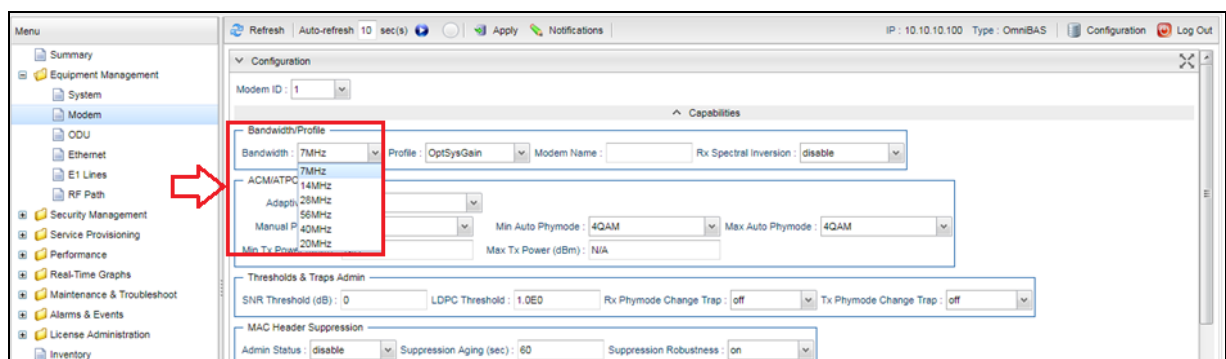 Menu
Refresh Auto-refresh 10 sec(s) Apply Notifications IP : 10.10.10.100 Type : OmniBAS Configuration Log Out
Summary
Equipment Management
System
Modem
ODU
Ethernet
E1 Lines
RF Path
Security Management
Service Provisioning
Performance
Real-Time Graphs
Maintenance & Troubleshoot
Alarms & Events
License Administration
Inventory
Configuration
Modem ID : 1
Capabilities
Bandwidth/Profile
Bandwidth : 7MHz Profile : OptSysGain Modem Name : Rx Spectral Inversion : disable
7MHz
14MHz
28MHz
56MHz
40MHz
20MHz
ACM/ATPC
Adaptiv
Manual P Min Auto Phymode : 4QAM Max Auto Phymode : 4QAM
Min Tx Powe Max Tx Power (dBm) : N/A
Thresholds & Traps Admin
SNR Threshold (dB) : 0 LDPC Threshold : 1.0E0 Rx Phymode Change Trap : off Tx Phymode Change Trap : off
MAC Header Suppression
Admin Status : disable Suppression Aging (sec) : 60 Suppression Robustness : on